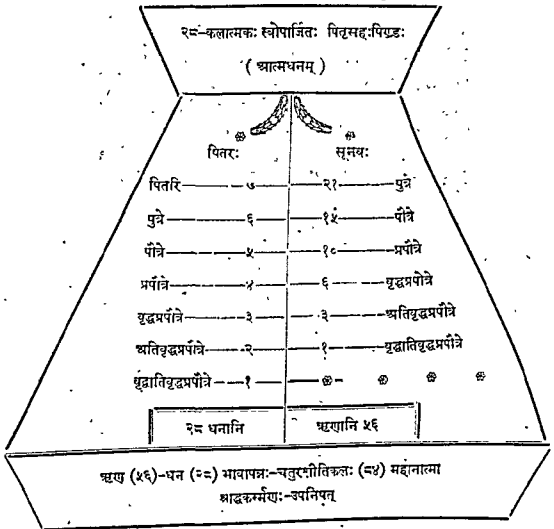 २८-कलात्मकः स्वोपार्जितः पितृसहःपिण्डः
( आत्मधनम् )
पितरः सूनवः
पितरि ७ २१ पुत्रे
पुत्रे ६ १५ पौत्रे
पौत्रे ५ १० प्रपौत्रे
प्रपौत्रे ४ ६ वृद्धप्रपौत्रे
वृद्धप्रपौत्रे ३ ३ अतिवृद्धप्रपौत्रे
अतिवृद्धप्रपौत्रे २ १ वृद्धातिवृद्धप्रपौत्रे
वृद्धातिवृद्धप्रपौत्रे १
२८ धनानि ऋणानि ५६
ऋण (५६)-धन (२८) भावापन्नः-चतुरशीतिकलः (८४) महानात्मा
श्राद्धकर्म्मणः-उपनिषत्